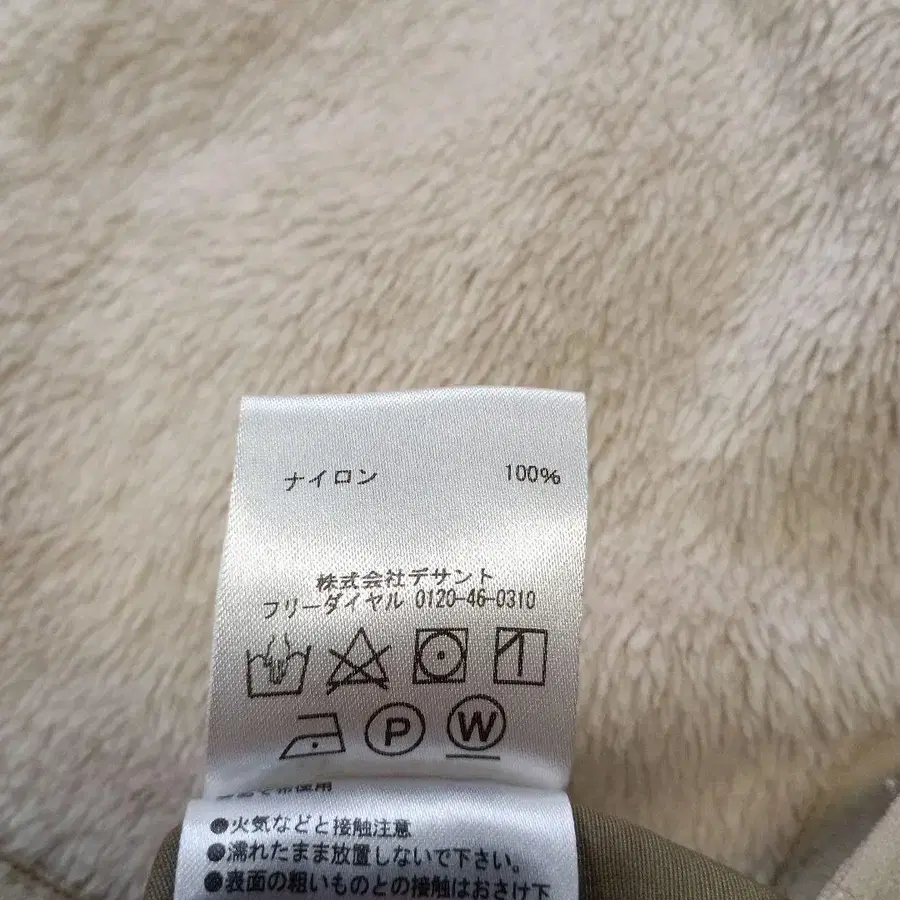 ナイロン 100%
株式会社デサント
フリーダイヤル 0120-46-0310
P W
使用
●火気などと接触注意
●濡れたまま放置しないで下さい。
●表面の粗いものとの接触はおさけ下